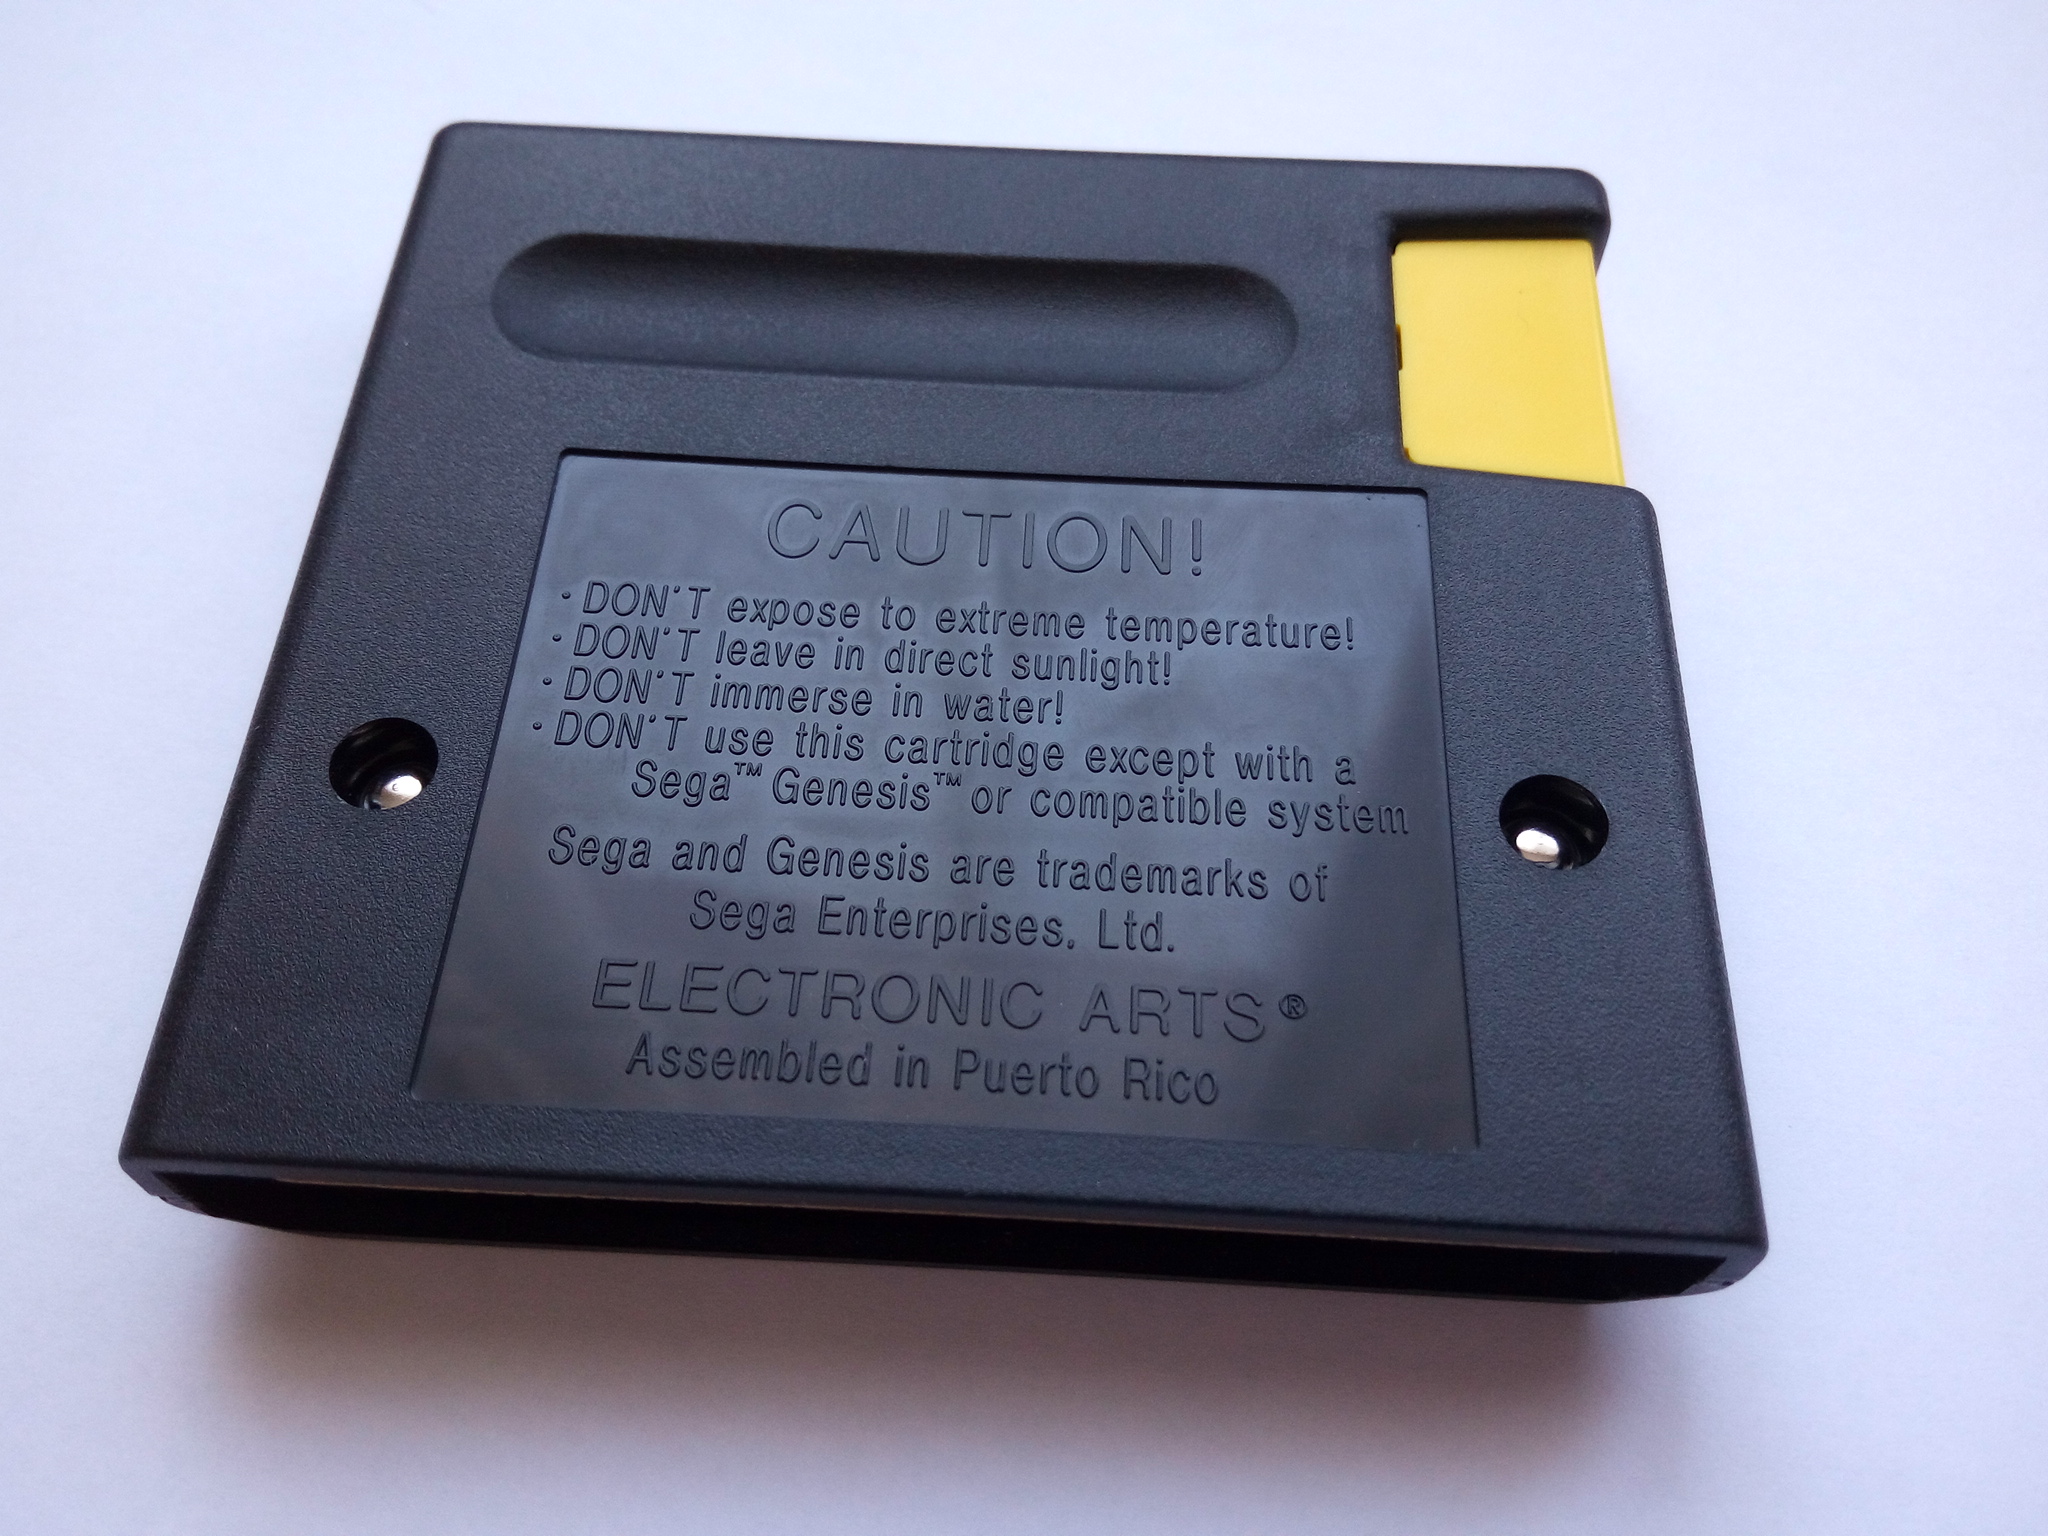 CAUTION!
· DON'T expose to extreme temperature!
· DON'T leave in direct sunlight!
· DON'T immerse in water!
· DON'T use this cartridge except with a
Sega™ Genesis™ or compatible system
Sega and Genesis are trademarks of
Sega Enterprises, Ltd.
ELECTRONIC ARTS®
Assembled in Puerto Rico